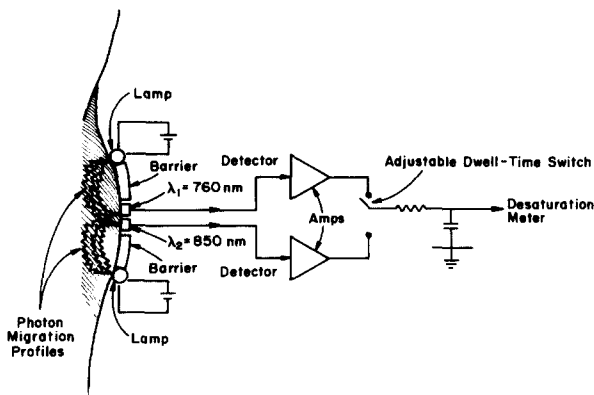 Lamp
Barrier
λ₁= 760 nm
λ₂= 850 nm
Barrier
Lamp
Photon
Migration
Profiles
Detector
Amps
Detector
Adjustable Dwell-Time Switch
Desaturation
Meter